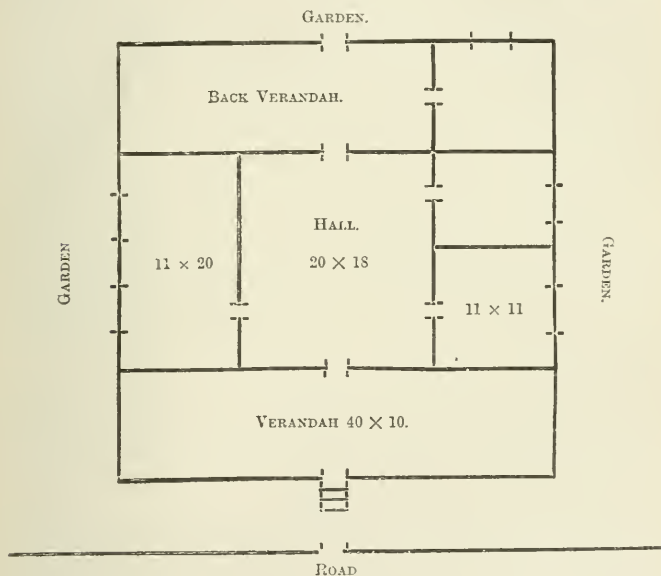 GARDEN.
BACK VERANDAH.
HALL.
20 × 18
GARDEN
11 × 20
GARDEN.
11 × 11
VERANDAH 40 × 10.
ROAD